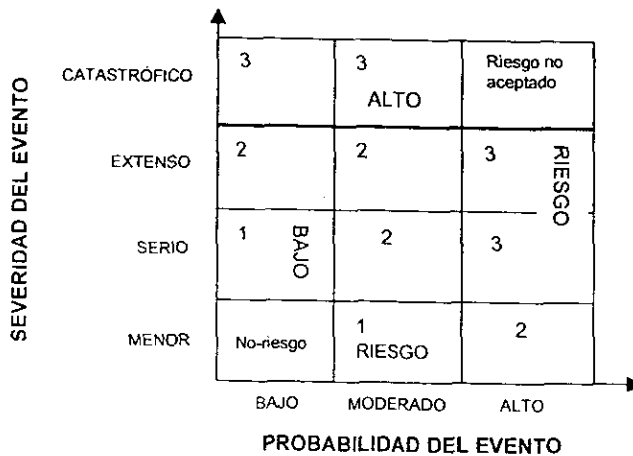 SEVERIDAD DEL EVENTO
CATASTRÓFICO
3
3
ALTO
Riesgo no
aceptado
EXTENSO
2
2
3
RIESGO
SERIO
1
BAJO
2
3
MENOR
No-riesgo
1
RIESGO
2
BAJO
MODERADO
ALTO
PROBABILIDAD DEL EVENTO